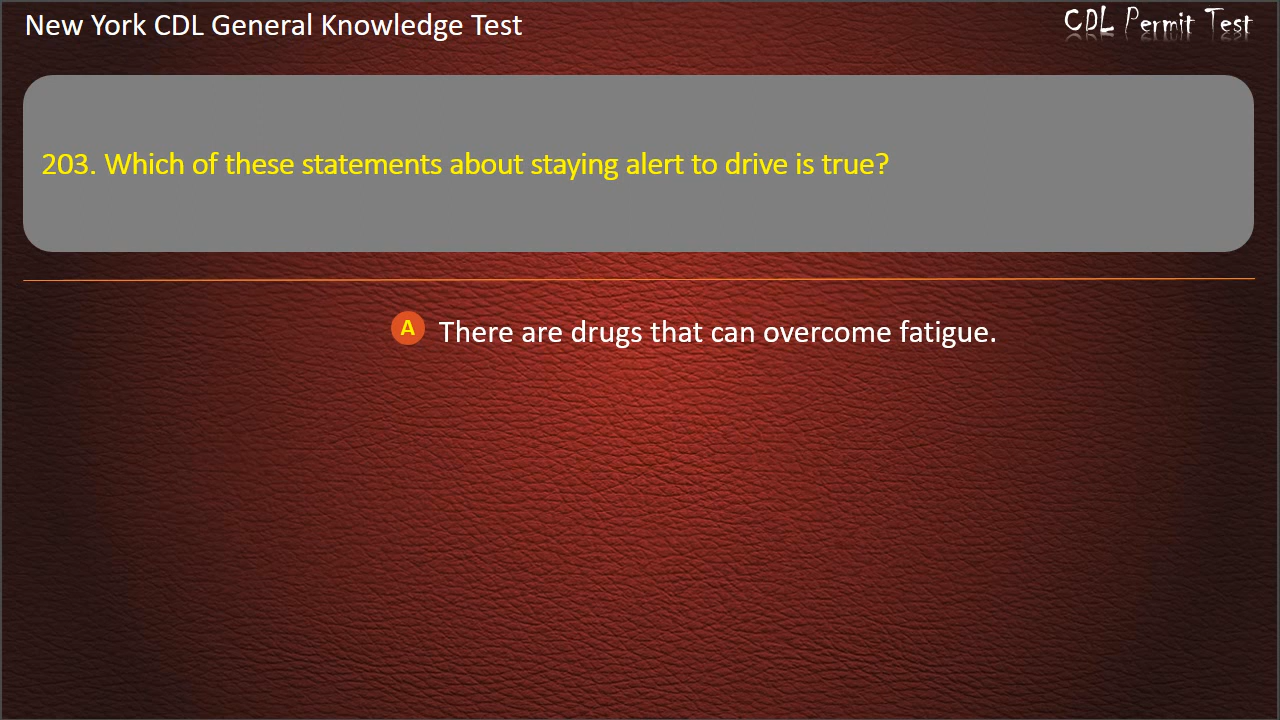 New York CDL General Knowledge Test
CDL Permit Test
203. Which of these statements about staying alert to drive is true?
A There are drugs that can overcome fatigue.